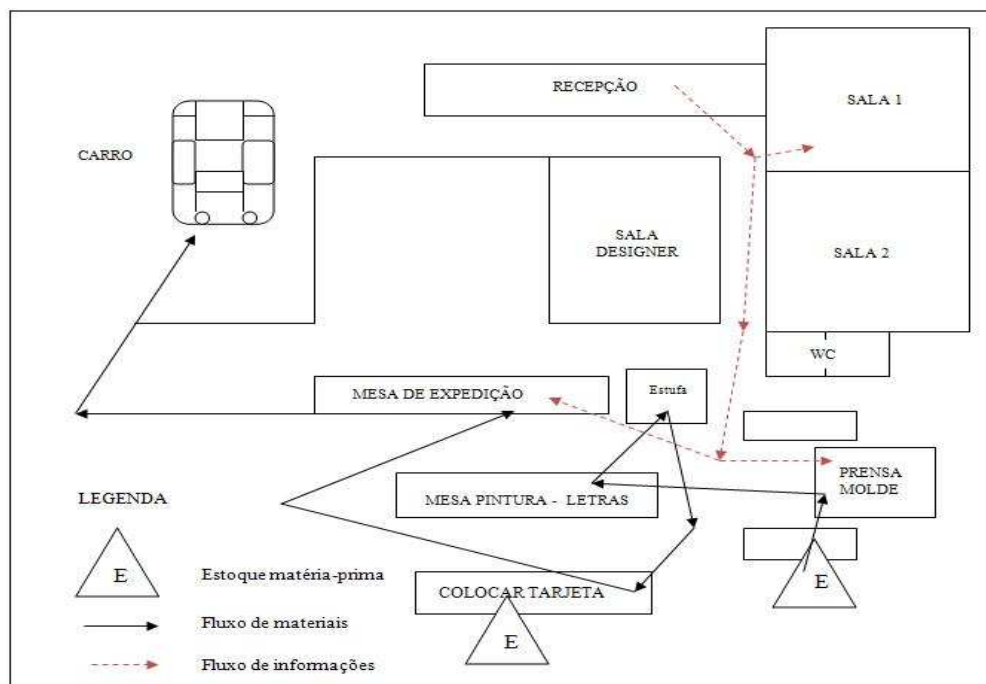 RECEPÇÃO
SALA 1
CARRO
SALA
DESIGNER
SALA 2
WC
MESA DE EXPEDIÇÃO
Estufa
PRENSA
MOLDE
MESA PINTURA - LETRAS
LEGENDA
E
Estoque matéria-prima
COLOCAR TARJETA
E
E
Fluxo de materiais
Fluxo de informações